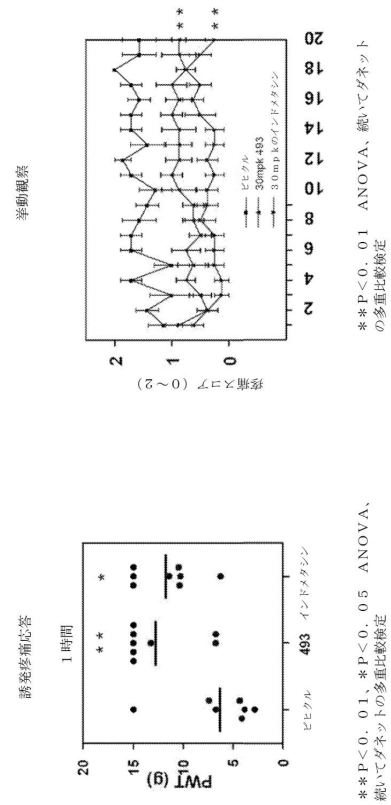 誘発疼痛応答
1時間
** *
20
15
10
5
0
PWT (g)
ビヒクル 493 インドメタシン
**P<0.01、*P<0.05 ANOVA、
続いてダネットの多重比較検定
挙動観察
**
**
2
1
0
疼痛スコア (0~2)
ビヒクル
30mpk 493
30mpkのインドメタシン
2 4 6 8 10 12 14 16 18 20
**P<0.01 ANOVA、続いてダネット
の多重比較検定